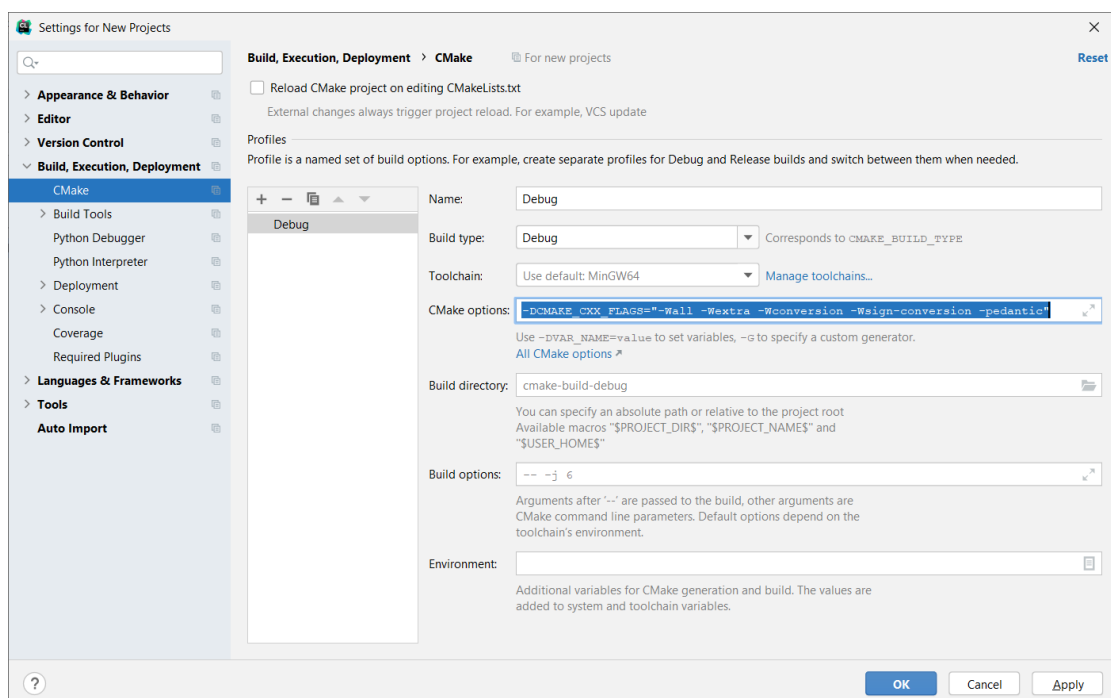 CL Settings for New Projects
Build, Execution, Deployment › CMake For new projects Reset
Appearance & Behavior
Editor
Version Control
Build, Execution, Deployment
CMake
Build Tools
Python Debugger
Python Interpreter
Deployment
Console
Coverage
Required Plugins
Languages & Frameworks
Tools
Auto Import
Reload CMake project on editing CMakeLists.txt
External changes always trigger project reload. For example, VCS update
Profiles
Profile is a named set of build options. For example, create separate profiles for Debug and Release builds and switch between them when needed.
Debug
Name: Debug
Build type: Debug Corresponds to CMAKE_BUILD_TYPE
Toolchain: Use default: MinGW64 Manage toolchains...
CMake options: -DCMAKE_CXX_FLAGS="-Wall -Wextra -Wconversion -Wsign-conversion -pedantic"
Use -DVAR_NAME=value to set variables, -G to specify a custom generator.
All CMake options ↗
Build directory: cmake-build-debug
You can specify an absolute path or relative to the project root
Available macros "$PROJECT_DIR$", "$PROJECT_NAME$" and
"$USER_HOME$"
Build options: -- -j 6
Arguments after '--' are passed to the build, other arguments are
CMake command line parameters. Default options depend on the
toolchain's environment.
Environment:
Additional variables for CMake generation and build. The values are
added to system and toolchain variables.
? OK Cancel Apply